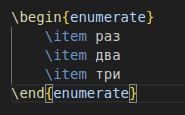 \begin{enumerate}
    \item раз
    \item два
    \item три
\end{enumerate}